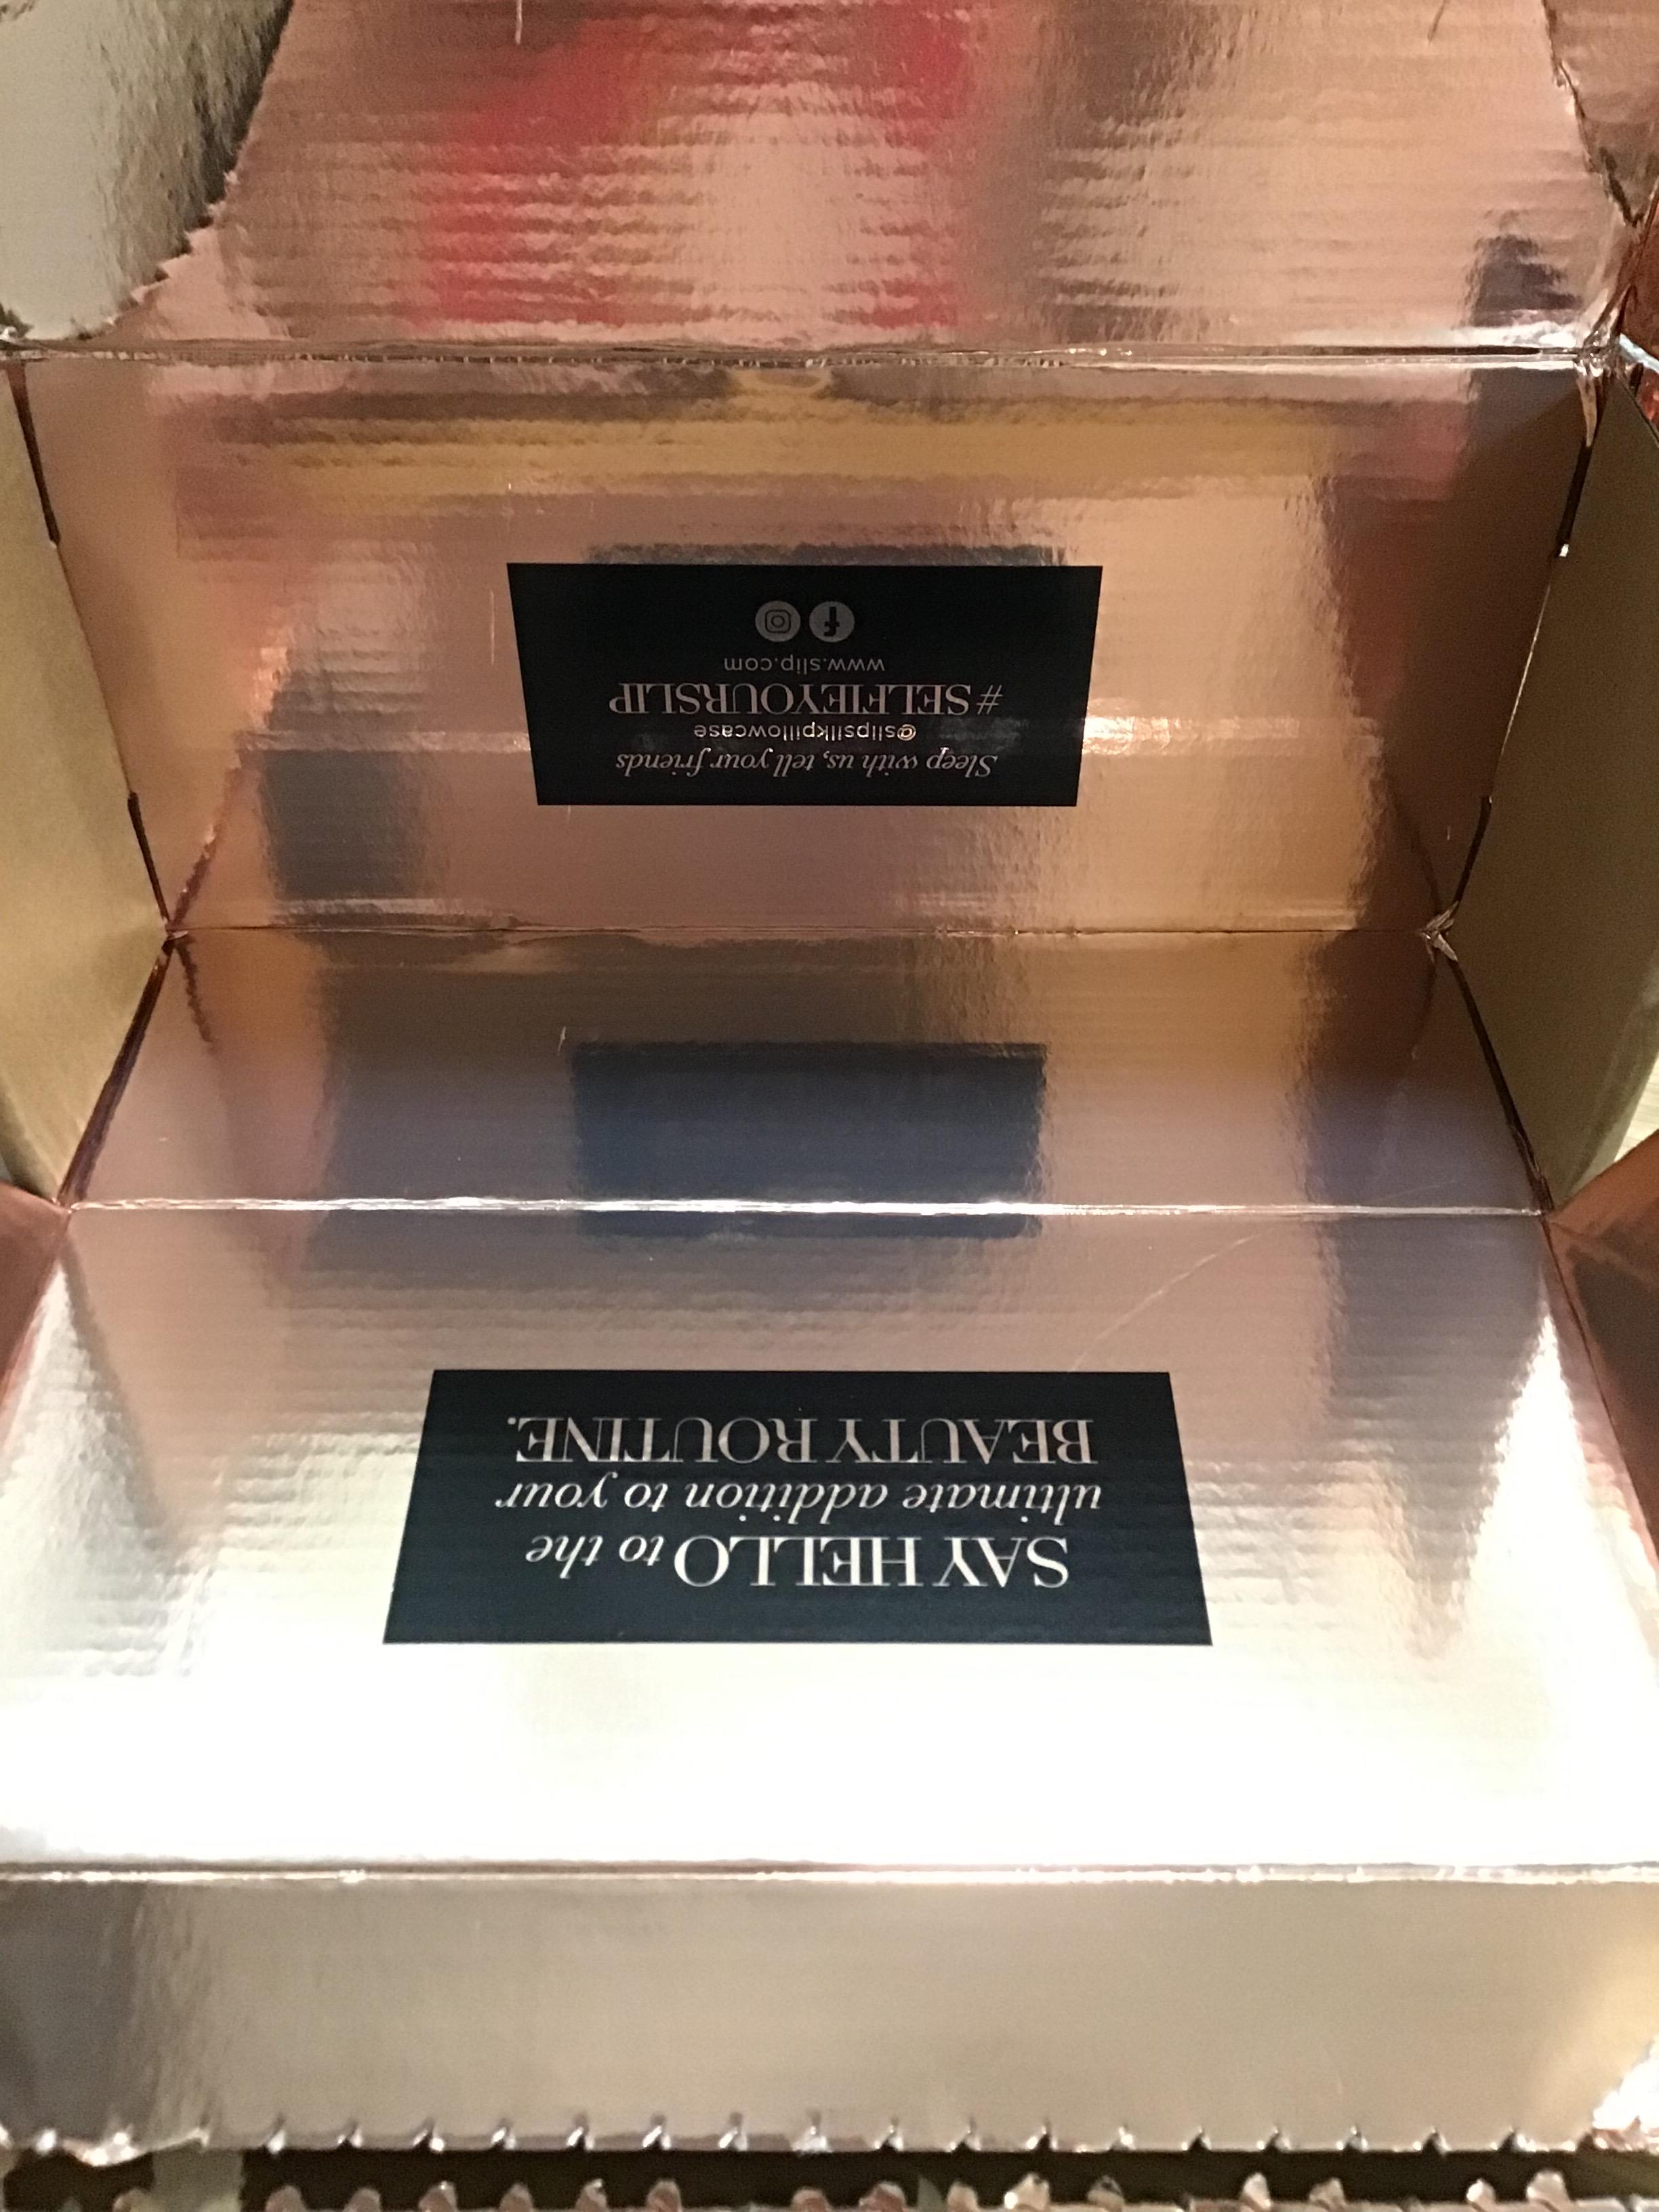 SAY HELLO to the
ultimate addition to your
BEAUTY ROUTINE.
Sleep with us, tell your friends
@slipsilkpillowcase
#SELFIEYOURSLIP
www.slip.com